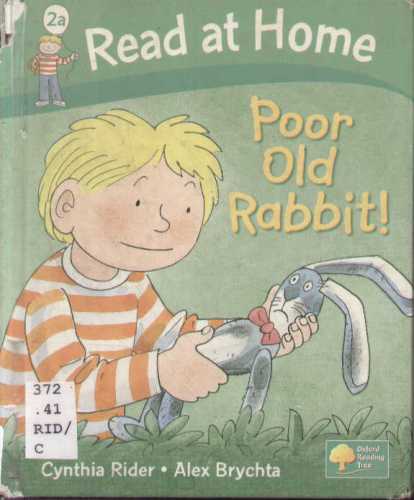 2a
Read at Home
Poor
Old
Rabbit!
372
.41
RID/
C
Cynthia Rider • Alex Brychta
Oxford
Reading
Tree